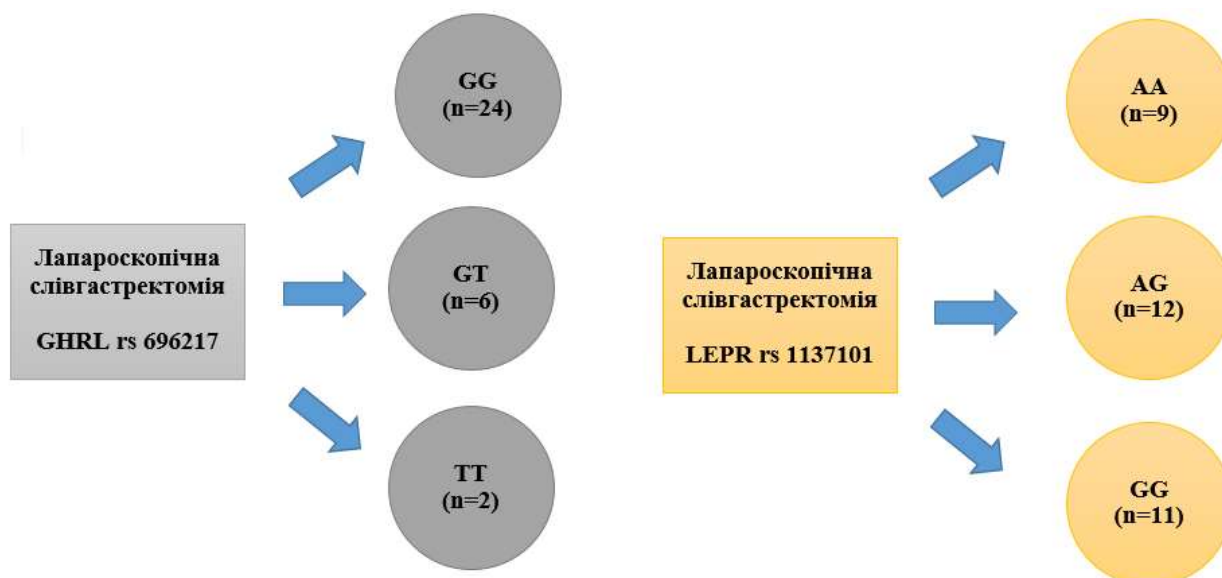 Лапароскопічна
слівгастректомія
GHRL rs 696217
GG
(n=24)
GT
(n=6)
TT
(n=2)
Лапароскопічна
слівгастректомія
LEPR rs 1137101
AA
(n=9)
AG
(n=12)
GG
(n=11)